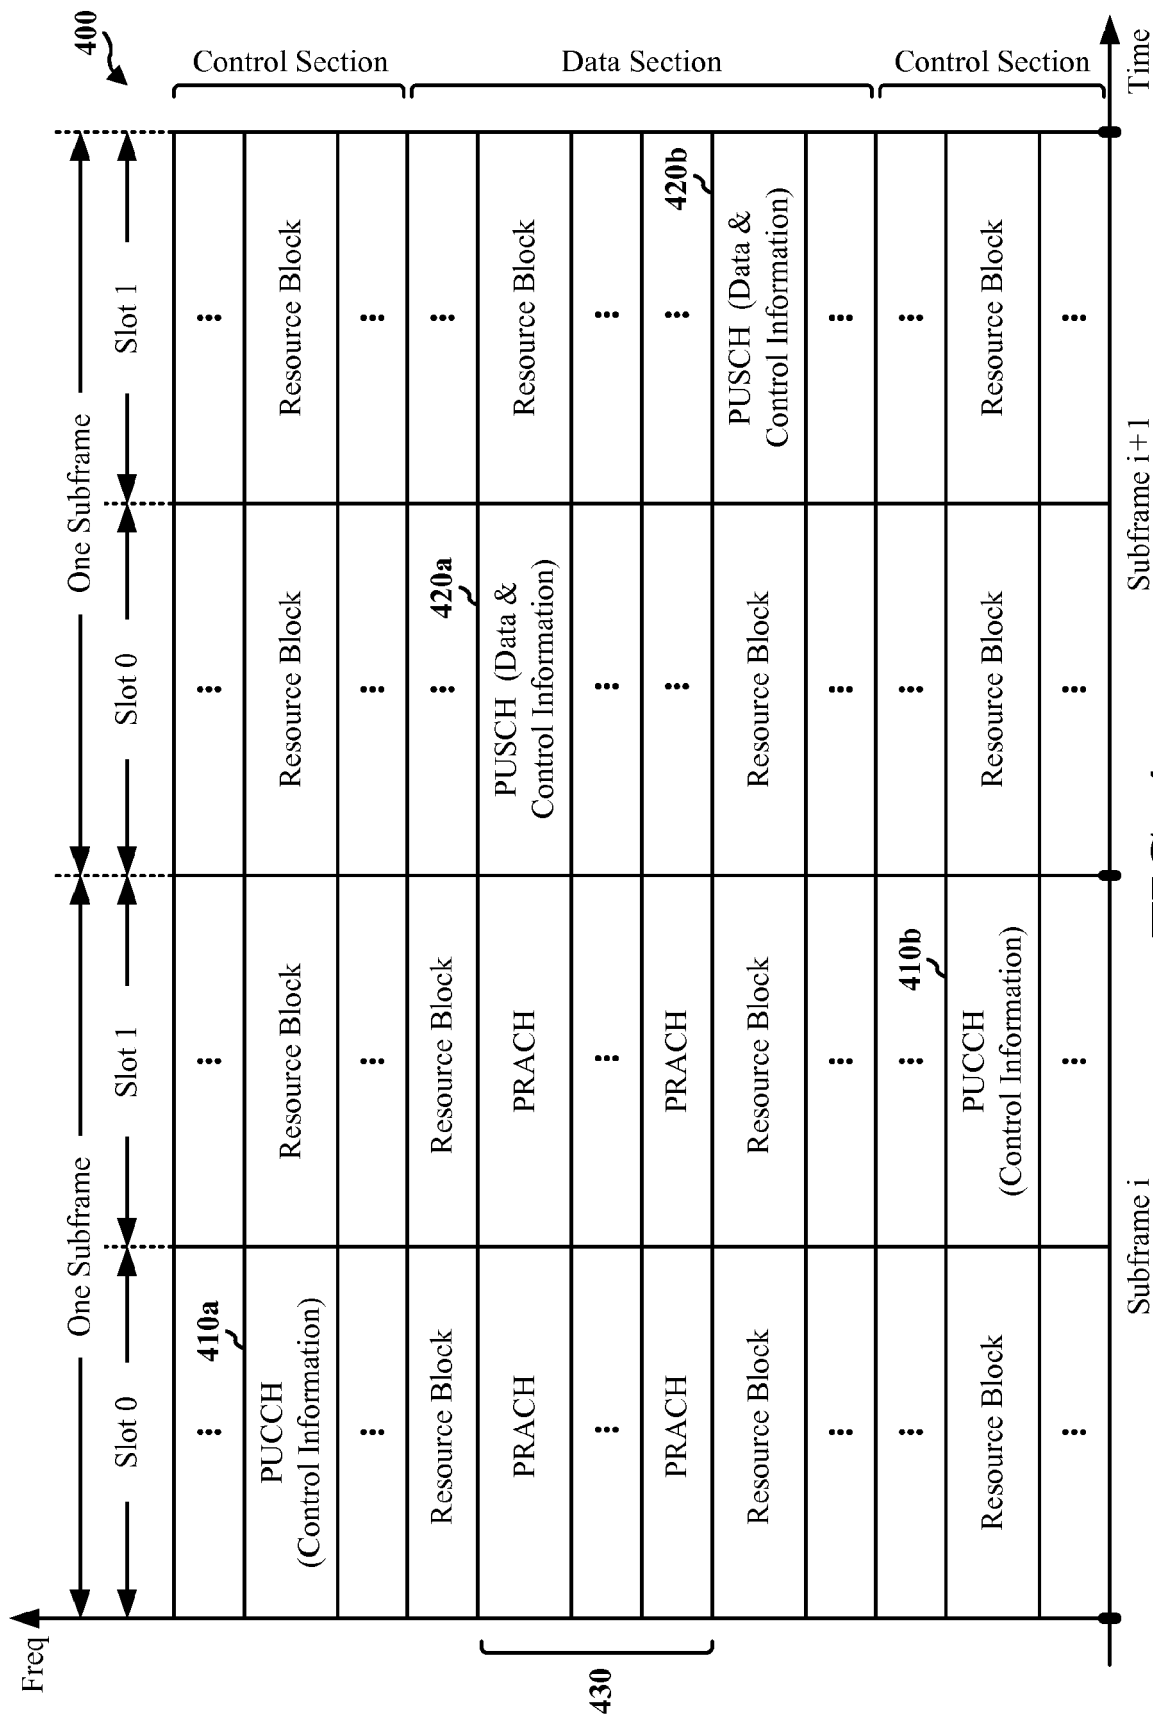 400
Freq
One Subframe
One Subframe
Slot 0
Slot 1
Slot 0
Slot 1
⋮
⋮
⋮
⋮
Control Section
410a
PUCCH
(Control Information)
Resource Block
Resource Block
Resource Block
⋮
⋮
⋮
⋮
Resource Block
Resource Block
⋮
⋮
Data Section
420a
430
PRACH
PRACH
PUSCH (Data &
Control Information)
Resource Block
⋮
⋮
⋮
⋮
PRACH
PRACH
⋮
⋮
420b
Resource Block
Resource Block
Resource Block
PUSCH (Data &
Control Information)
⋮
⋮
⋮
⋮
⋮
⋮
⋮
⋮
Control Section
410b
Resource Block
PUCCH
(Control Information)
Resource Block
Resource Block
⋮
⋮
⋮
⋮
Time
Subframe i
Subframe i+1